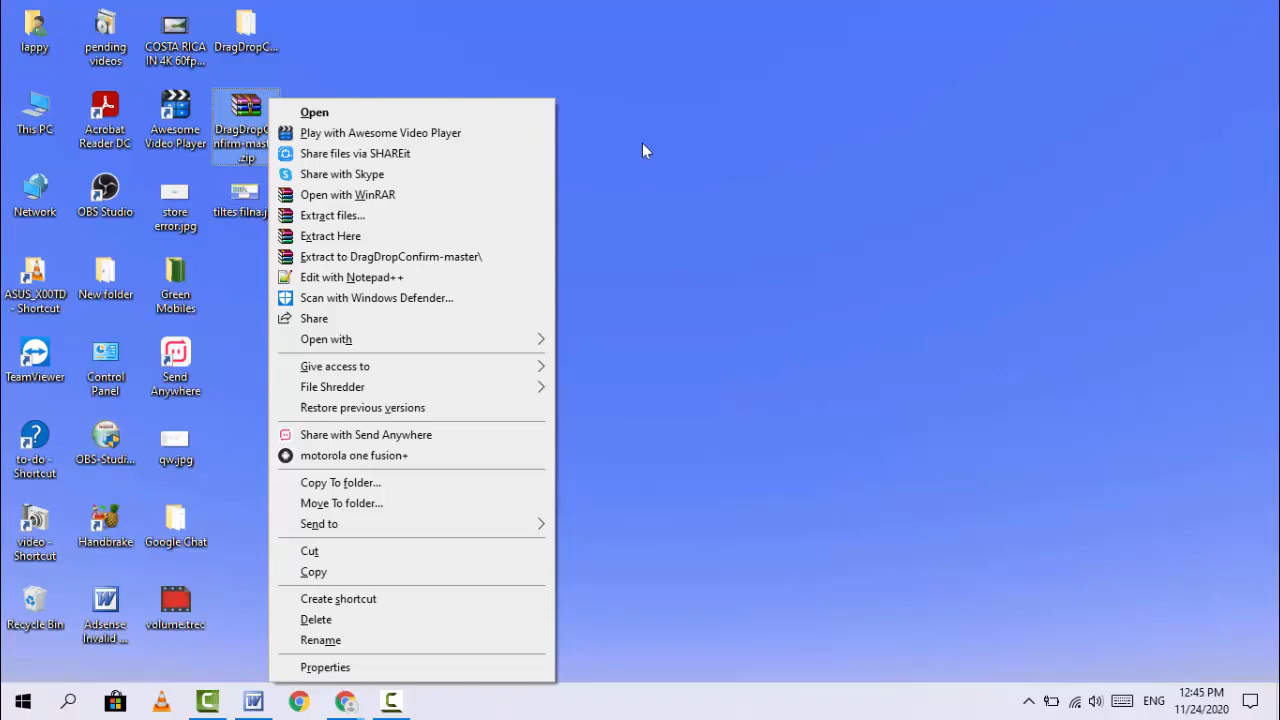 lappy
pending
videos
COSTA RICA
IN 4K 60fp...
DragDropC...
This PC
Acrobat
Reader DC
Awesome
Video Player
DragDropC
nfirm-mast
.zip
Network
OBS Studio
store
error.jpg
tiltes filna.j
ASUS_X00TD
- Shortcut
New folder
Green
Mobiles
TeamViewer
Control
Panel
Send
Anywhere
to-do -
Shortcut
OBS-Studi...
qw.jpg
video -
Shortcut
Handbrake
Google Chat
Recycle Bin
Adsense
Invalid ...
volume.trec
Open
Play with Awesome Video Player
Share files via SHAREit
Share with Skype
Open with WinRAR
Extract files...
Extract Here
Extract to DragDropConfirm-master\
Edit with Notepad++
Scan with Windows Defender...
Share
Open with
Give access to
File Shredder
Restore previous versions
Share with Send Anywhere
motorola one fusion+
Copy To folder...
Move To folder...
Send to
Cut
Copy
Create shortcut
Delete
Rename
Properties
ENG
12:45 PM
11/24/2020